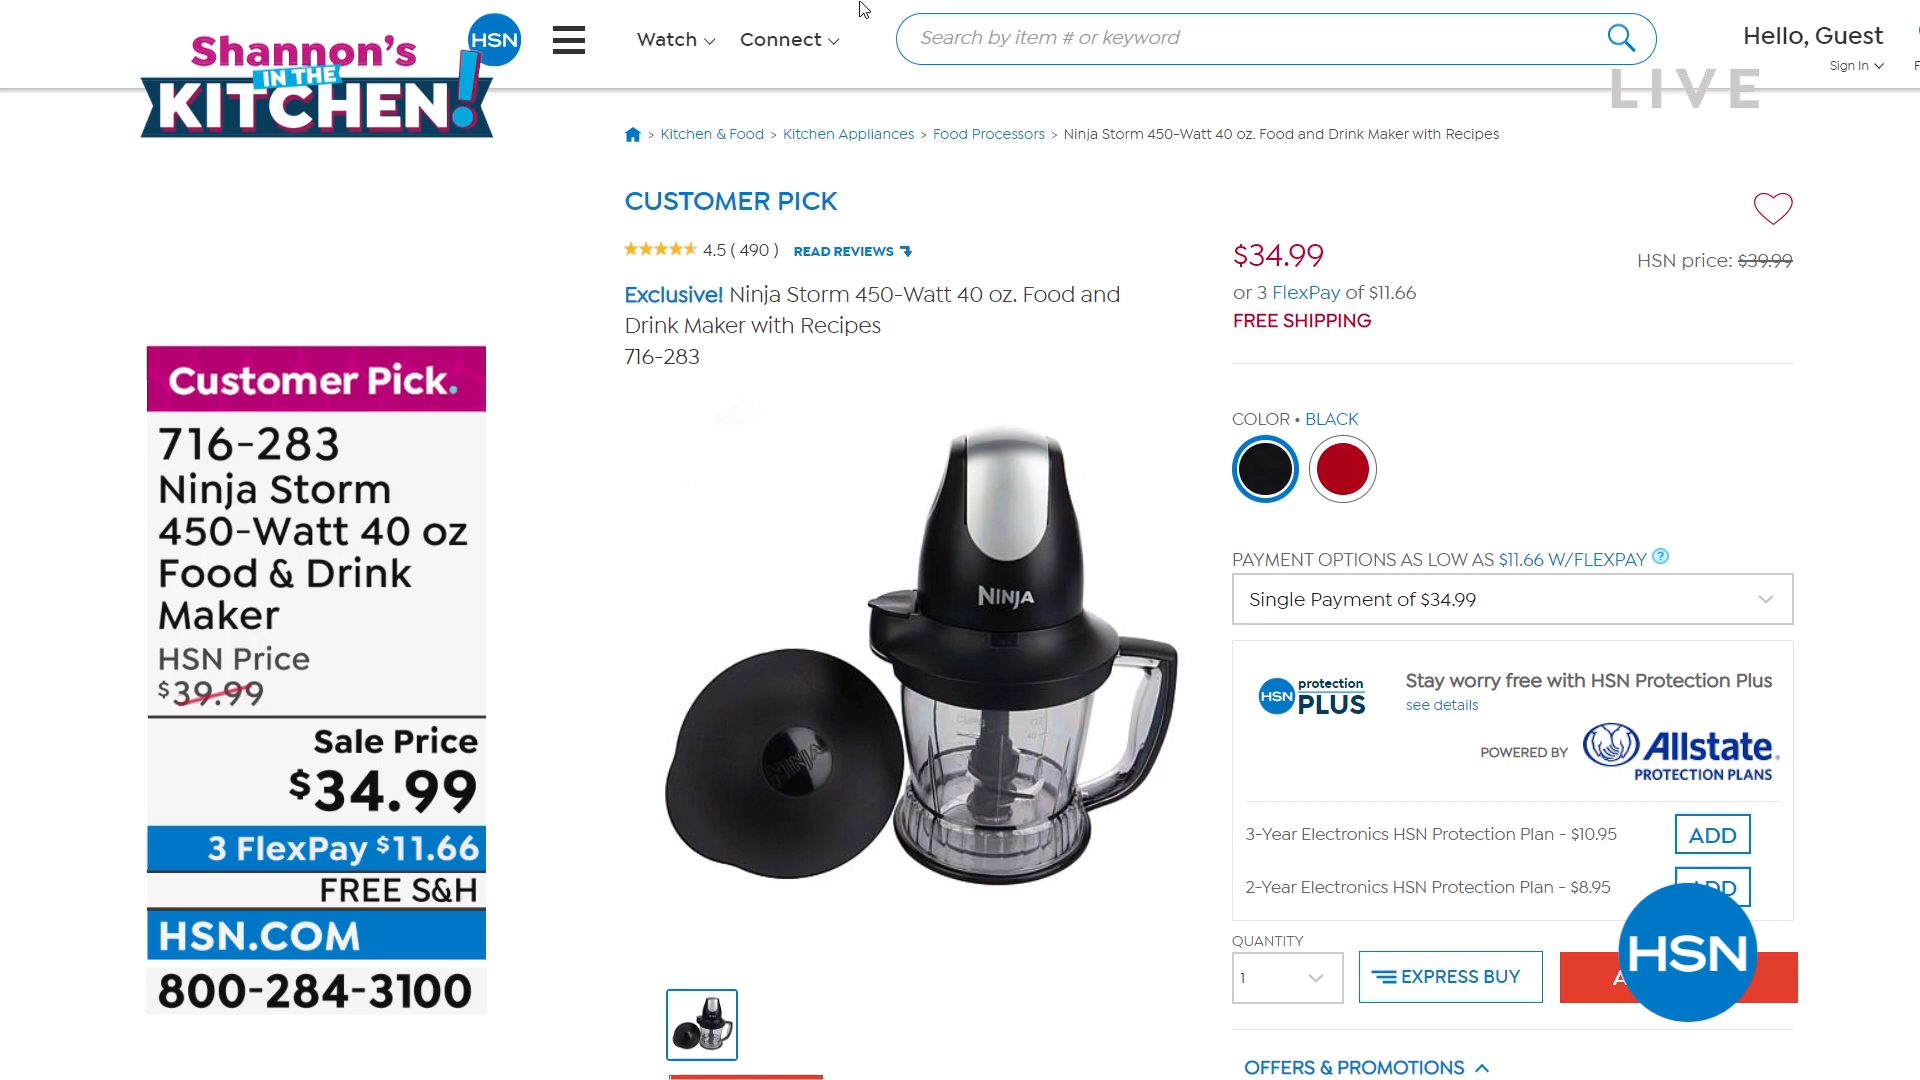 Shannon's
IN THE
KITCHEN!
HSN
Watch
Connect
Search by item # or keyword
Hello, Guest
Sign In
LIVE
> Kitchen & Food > Kitchen Appliances > Food Processors > Ninja Storm 450-Watt 40 oz. Food and Drink Maker with Recipes
CUSTOMER PICK
4.5 ( 490 ) READ REVIEWS
Exclusive! Ninja Storm 450-Watt 40 oz. Food and
Drink Maker with Recipes
716-283
$34.99
HSN price: $39.99
or 3 FlexPay of $11.66
FREE SHIPPING
COLOR • BLACK
PAYMENT OPTIONS AS LOW AS $11.66 W/FLEXPAY ?
Single Payment of $34.99
HSN protection PLUS
Stay worry free with HSN Protection Plus
see details
POWERED BY Allstate.
PROTECTION PLANS
3-Year Electronics HSN Protection Plan - $10.95
ADD
2-Year Electronics HSN Protection Plan - $8.95
ADD
QUANTITY
1
EXPRESS BUY
HSN
OFFERS & PROMOTIONS
Customer Pick.
716-283
Ninja Storm
450-Watt 40 oz
Food & Drink
Maker
HSN Price
$39.99
Sale Price
$34.99
3 FlexPay $11.66
FREE S&H
HSN.COM
800-284-3100
NINJA
NINJA